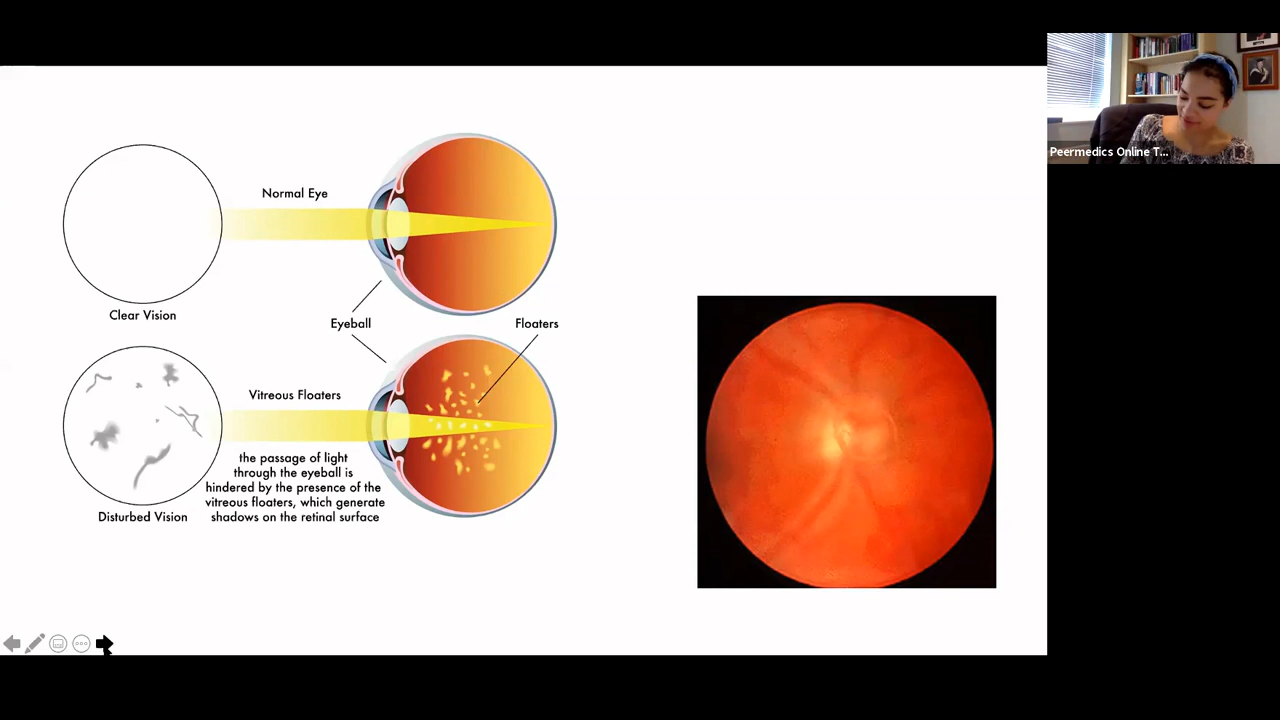 Peermedics Online T...
Normal Eye
Clear Vision
Eyeball
Floaters
Vitreous Floaters
the passage of light
through the eyeball is
hindered by the presence of the
vitreous floaters, which generate
shadows on the retinal surface
Disturbed Vision